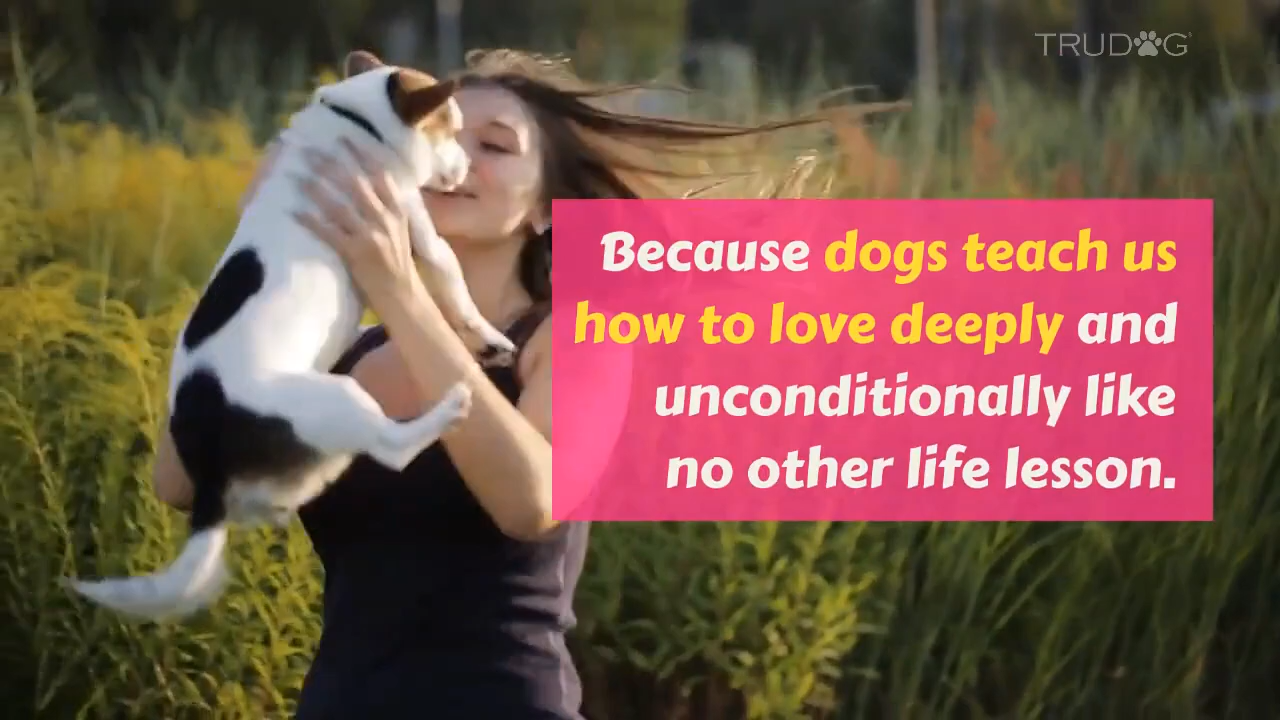 TRUDOG
Because dogs teach us
how to love deeply and
unconditionally like
no other life lesson.